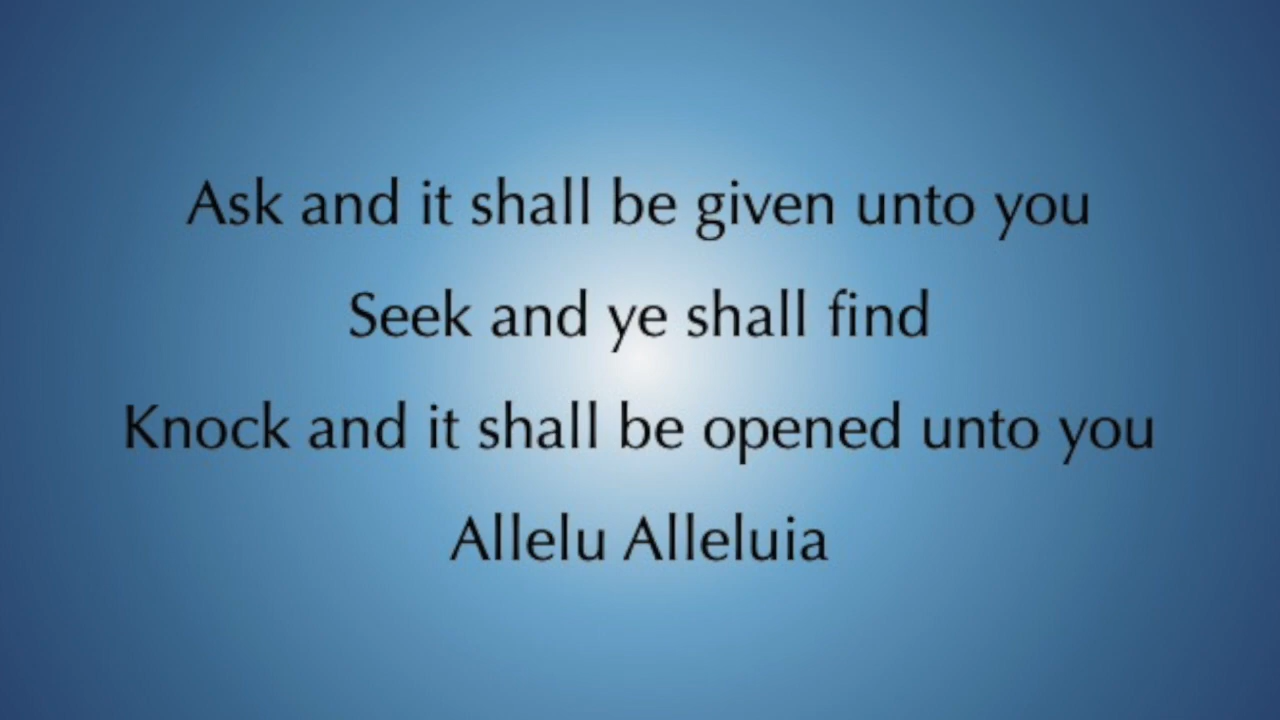 Ask and it shall be given unto you
Seek and ye shall find
Knock and it shall be opened unto you
Allelu Alleluia